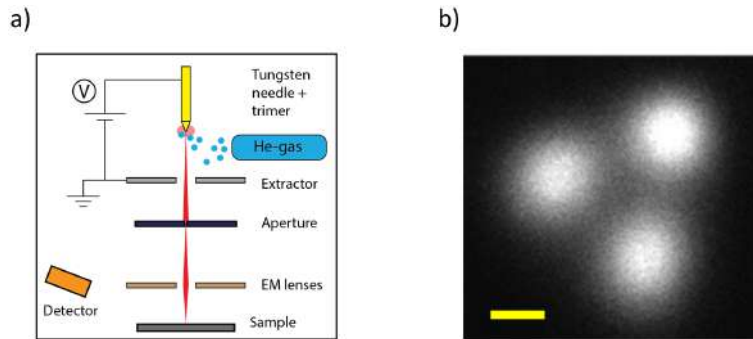 a)
b)
Tungsten
needle +
trimer
V
He-gas
Extractor
Aperture
EM lenses
Detector
Sample